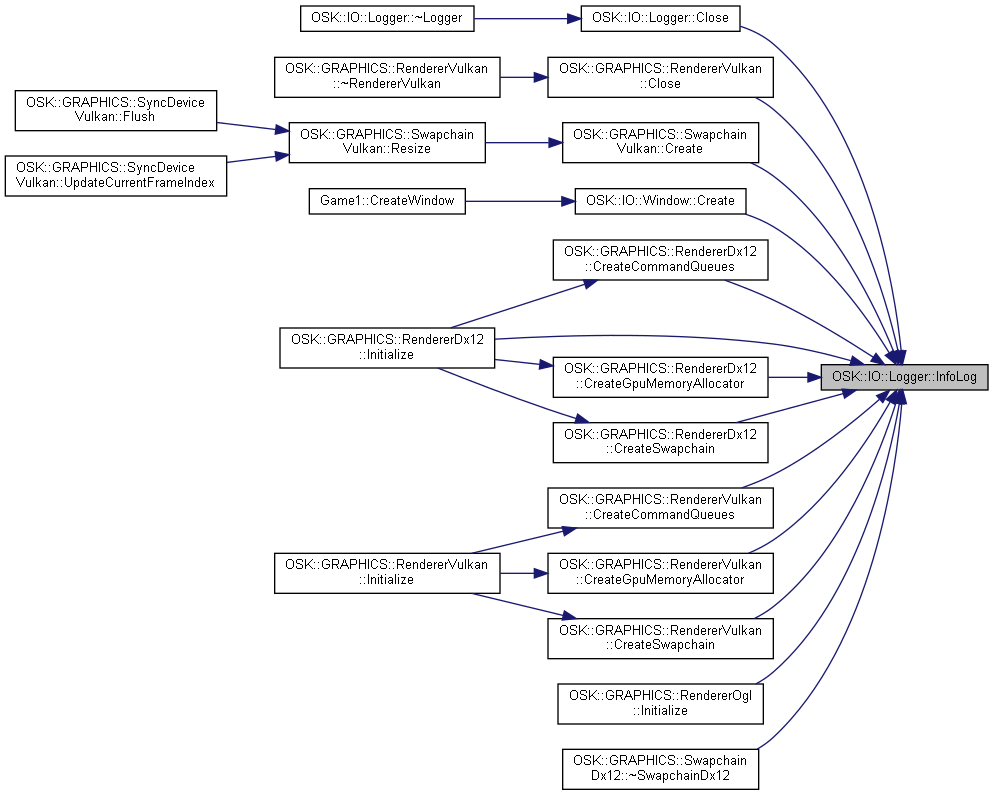 OSK::IO::Logger::~Logger
OSK::IO::Logger::Close
OSK::GRAPHICS::RendererVulkan
::~RendererVulkan
OSK::GRAPHICS::RendererVulkan
::Close
OSK::GRAPHICS::SyncDevice
Vulkan::Flush
OSK::GRAPHICS::Swapchain
Vulkan::Resize
OSK::GRAPHICS::Swapchain
Vulkan::Create
OSK::GRAPHICS::SyncDevice
Vulkan::UpdateCurrentFrameIndex
Game1::CreateWindow
OSK::IO::Window::Create
OSK::GRAPHICS::RendererDx12
::CreateCommandQueues
OSK::GRAPHICS::RendererDx12
::Initialize
OSK::GRAPHICS::RendererDx12
::CreateGpuMemoryAllocator
OSK::IO::Logger::InfoLog
OSK::GRAPHICS::RendererDx12
::CreateSwapchain
OSK::GRAPHICS::RendererVulkan
::CreateCommandQueues
OSK::GRAPHICS::RendererVulkan
::Initialize
OSK::GRAPHICS::RendererVulkan
::CreateGpuMemoryAllocator
OSK::GRAPHICS::RendererVulkan
::CreateSwapchain
OSK::GRAPHICS::RendererOgl
::Initialize
OSK::GRAPHICS::Swapchain
Dx12::~SwapchainDx12